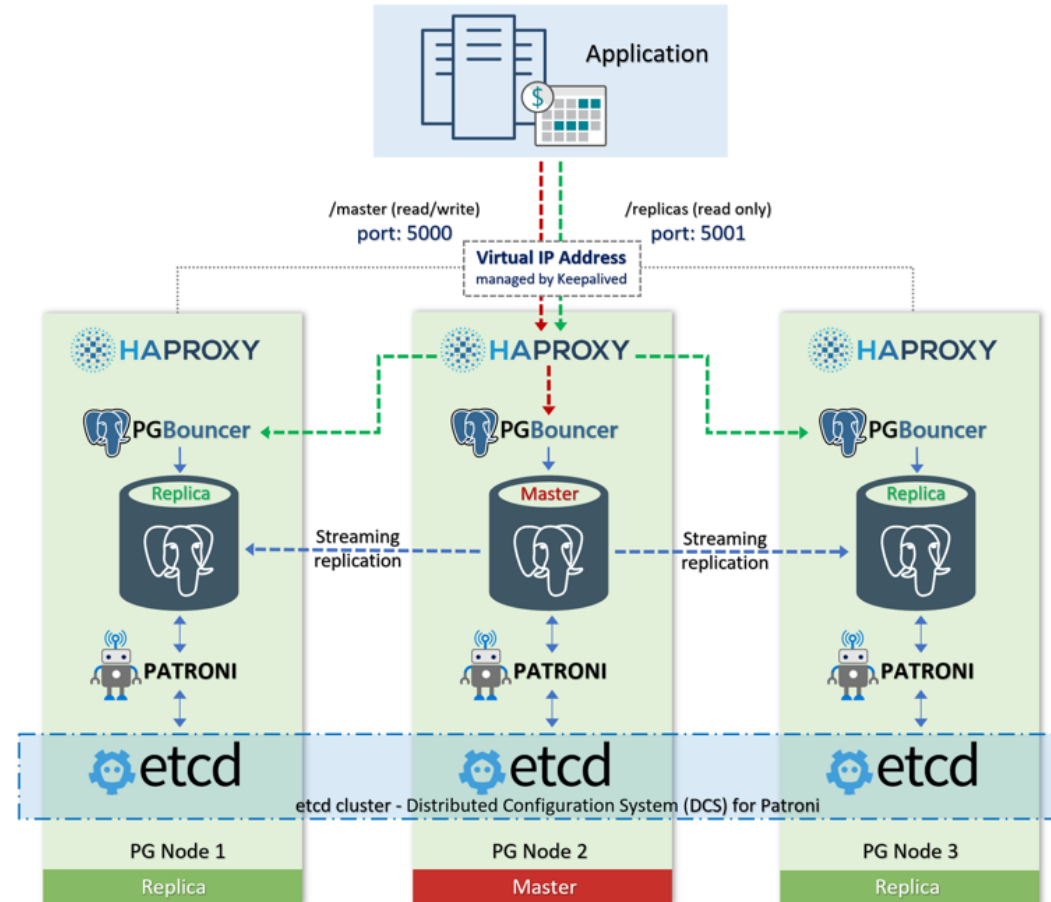 Application
$
/master (read/write)
port: 5000
/replicas (read only)
port: 5001
Virtual IP Address
managed by Keepalived
HAPROXY
HAPROXY
HAPROXY
PGBouncer
PGBouncer
PGBouncer
Replica
Master
Replica
Streaming
replication
Streaming
replication
PATRONI
PATRONI
PATRONI
etcd
etcd
etcd
etcd cluster - Distributed Configuration System (DCS) for Patroni
PG Node 1
PG Node 2
PG Node 3
Replica
Master
Replica